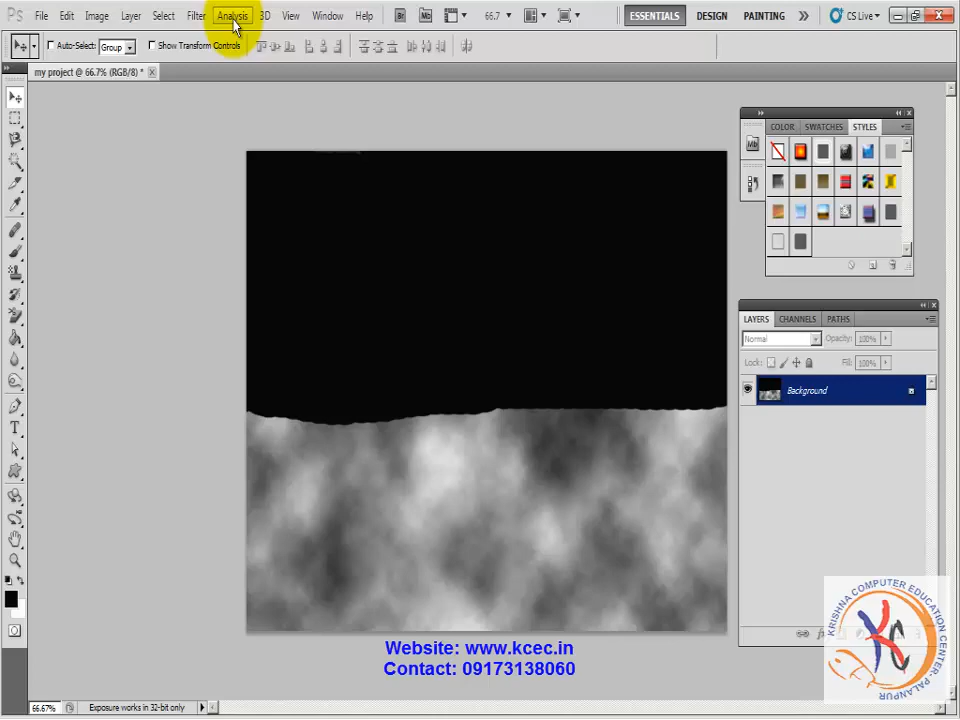 Ps File Edit Image Layer Select Filter Analysis 3D View Window Help Br Mb 66.7 ESSENTIALS DESIGN PAINTING CS Live
Auto-Select: Group Show Transform Controls
my project @ 66.7% (RGB/8) *
COLOR SWATCHES STYLES
Mb
LAYERS CHANNELS PATHS
Normal Opacity: 100%
Lock: Fill: 100%
Background
KRISHNA COMPUTER EDUCATION CENTER-PALANPUR
KC
Website: www.kcec.in
Contact: 09173138060
66.67% Exposure works in 32-bit only